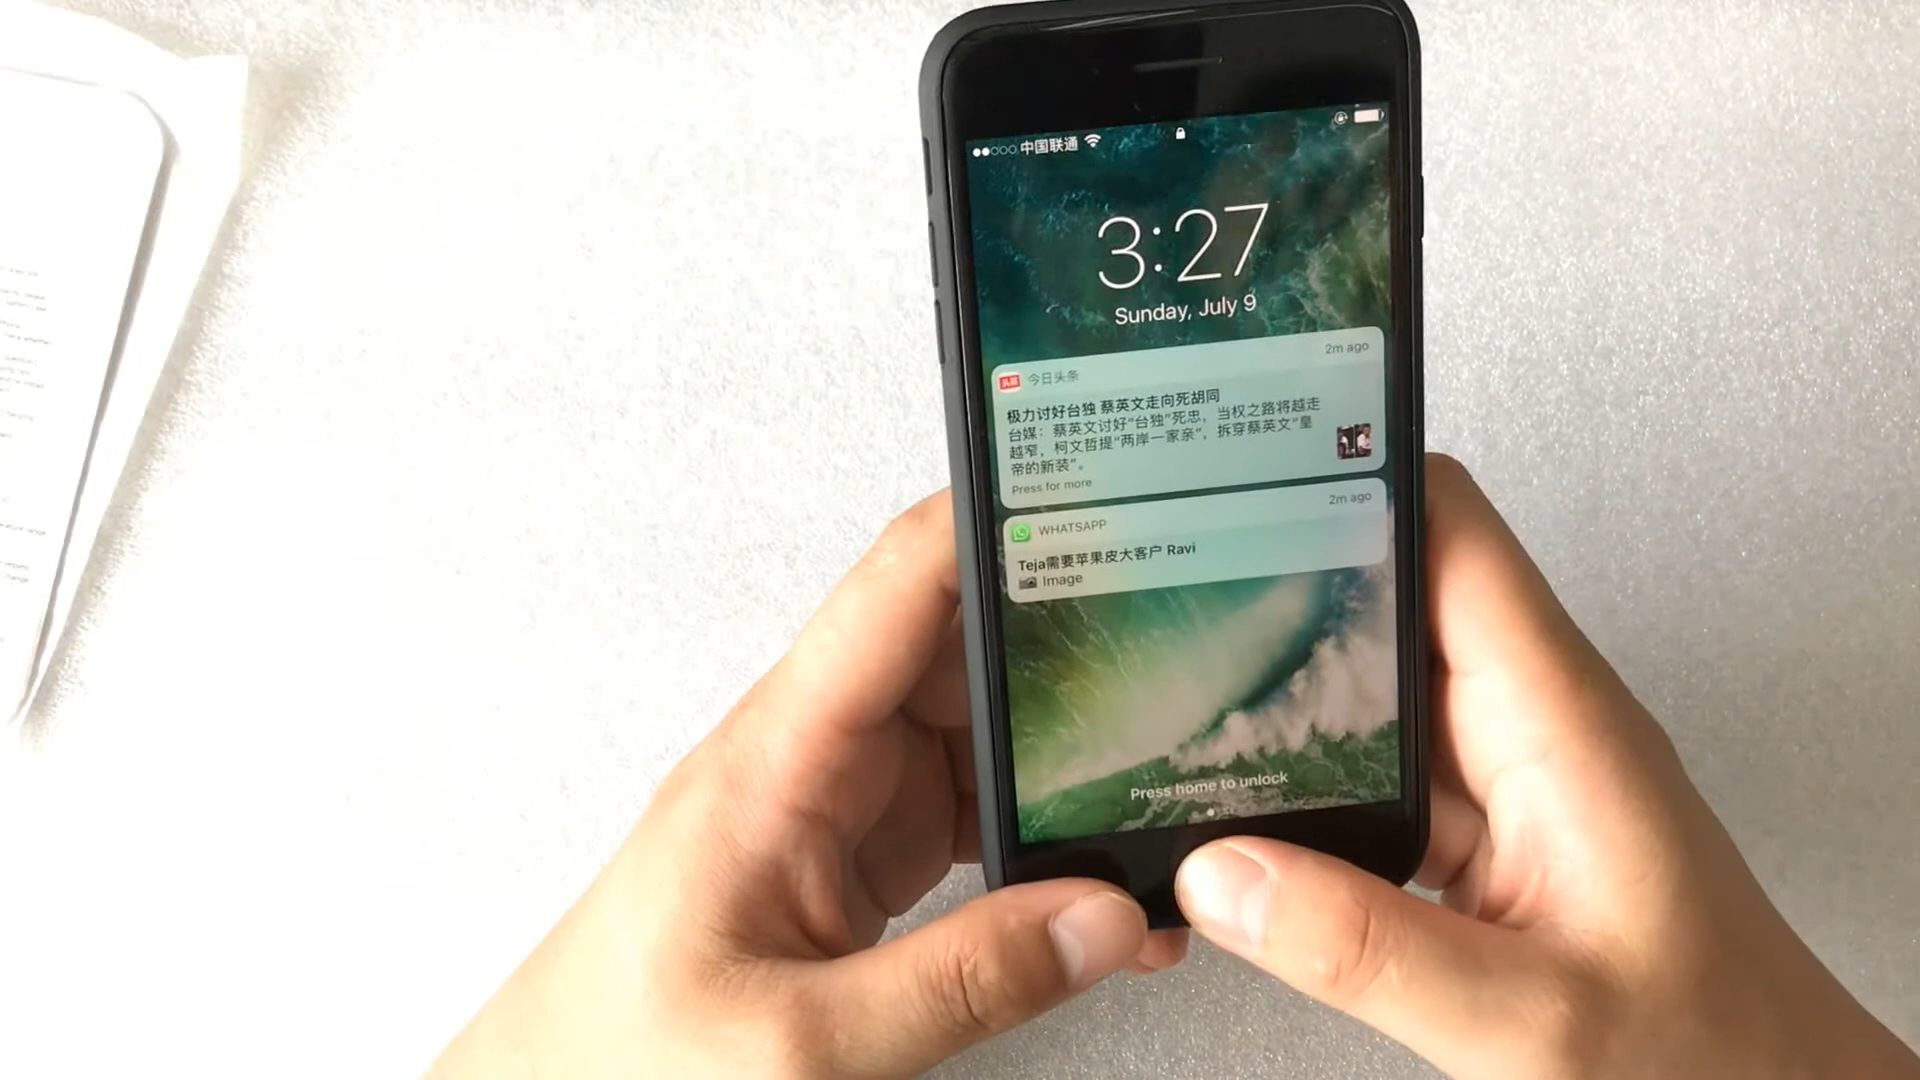 中国联通
3:27
Sunday, July 9
头条 今日头条 2m ago
极力讨好台独 蔡英文走向死胡同
台媒：蔡英文讨好“台独”死忠，当权之路将越走
越窄，柯文哲提“两岸一家亲”，拆穿蔡英文“皇
帝的新装”。
Press for more
WHATSAPP 2m ago
Teja需要苹果皮大客户 Ravi
Image
Press home to unlock